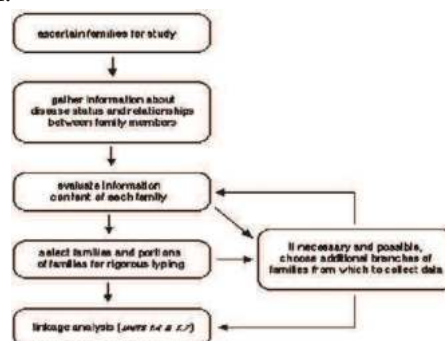 ascertain families for study
gather information about
disease status and relationships
between family members
evaluate information
content of each family
select families and portions
of families for rigorous typing
If necessary and possible,
choose additional branches of
families from which to collect data
linkage analysis (UNITS &